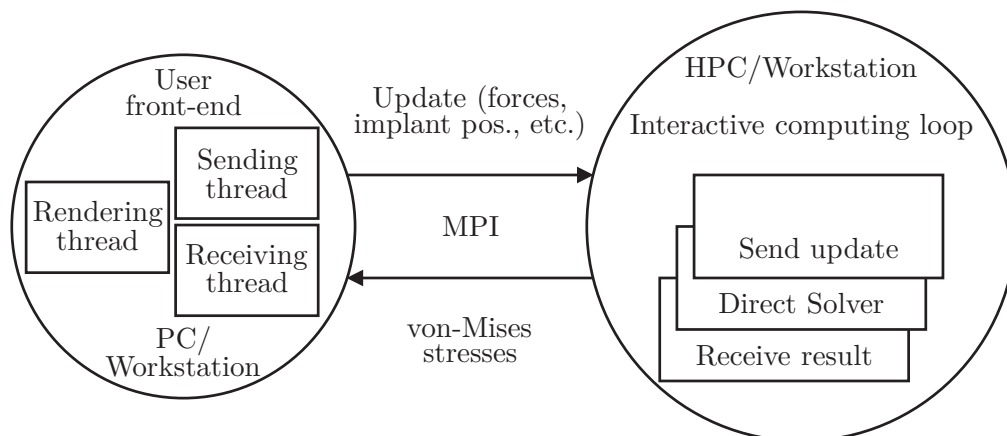 User
front-end
Sending
thread
Rendering
thread
Receiving
thread
PC/
Workstation
Update (forces,
implant pos., etc.)
MPI
von-Mises
stresses
HPC/Workstation
Interactive computing loop
Send update
Direct Solver
Receive result